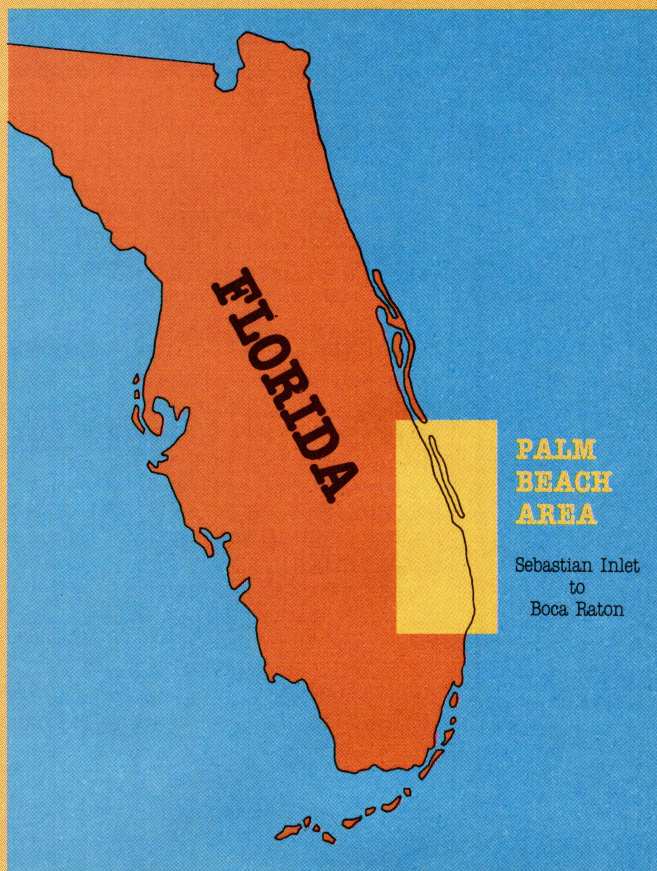 FLORIDA
PALM
BEACH
AREA
Sebastian Inlet
to
Boca Raton